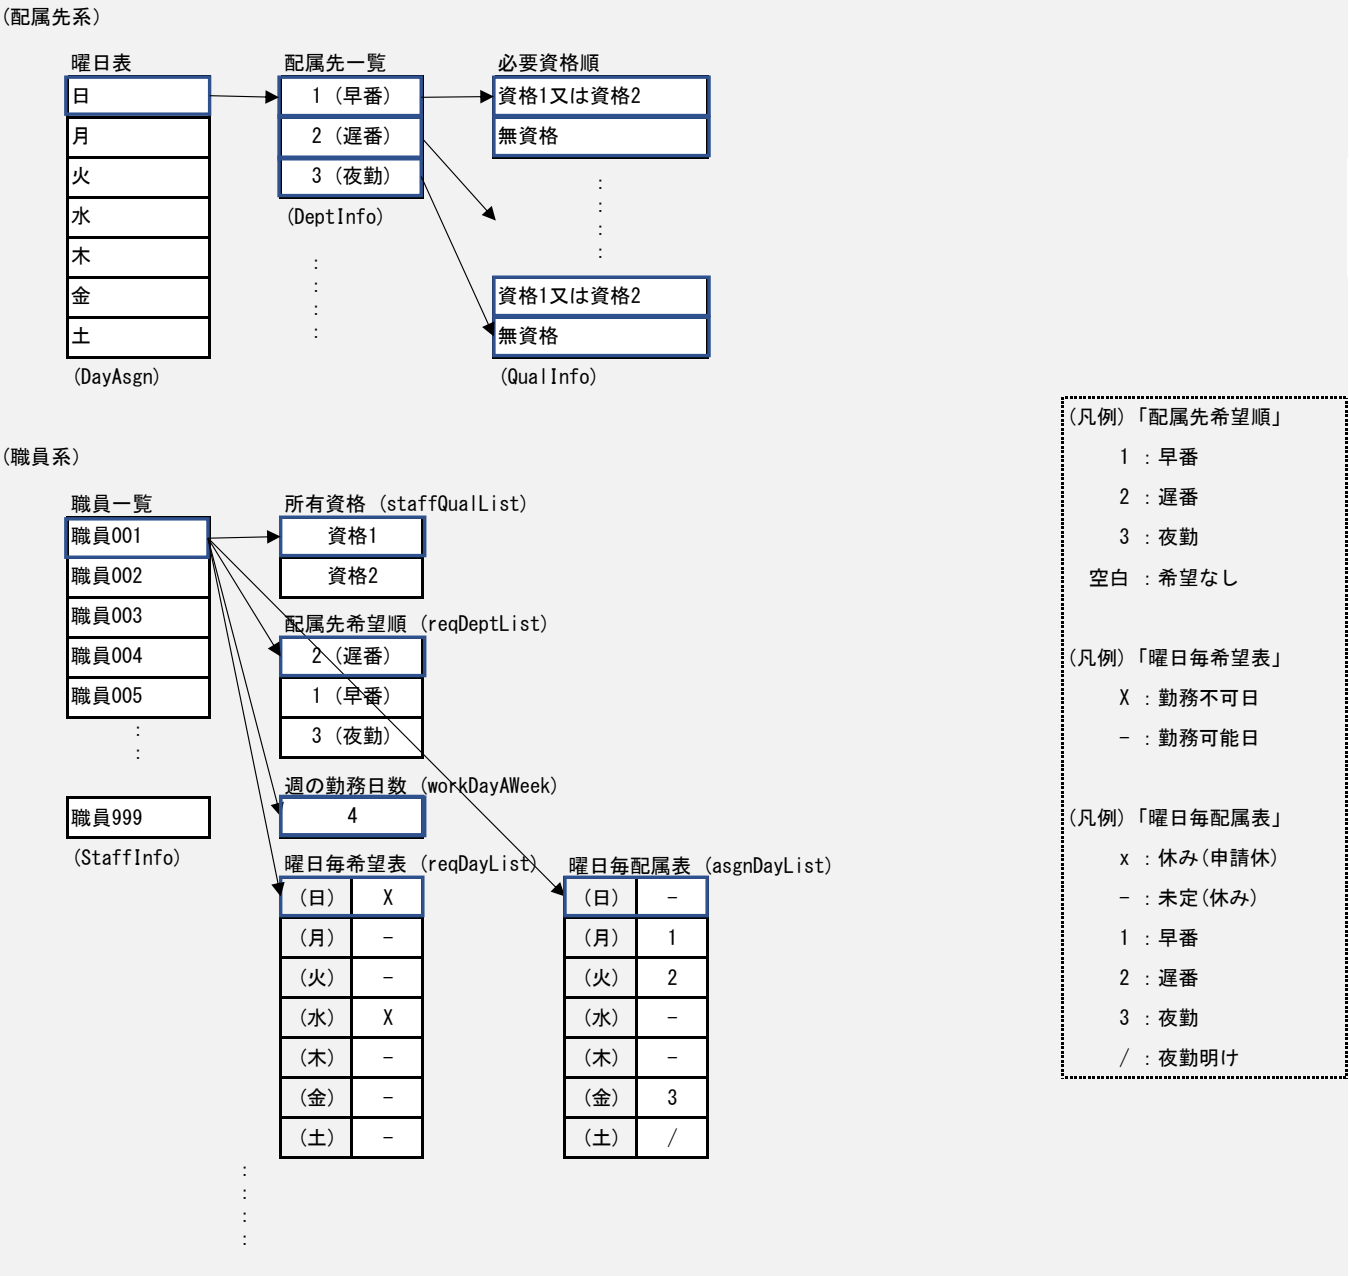 (配属先系)
曜日表 配属先一覧 必要資格順
日 1 (早番) 資格1又は資格2
月 2 (遅番) 無資格
火 3 (夜勤) :
水 (DeptInfo) :
木 : :
金 : 資格1又は資格2
土 : 無資格
(DayAsgn) (QualInfo)
(職員系)
職員一覧 所有資格 (staffQualList)
職員001 資格1
職員002 資格2
職員003 配属先希望順 (reqDeptList)
職員004 2 (遅番)
職員005 1 (早番)
: 3 (夜勤)
: 週の勤務日数 (workDayAWeek)
職員999 4
(StaffInfo) 曜日毎希望表 (reqDayList) 曜日毎配属表 (asgnDayList)
(日) X (日) -
(月) - (月) 1
(火) - (火) 2
(水) X (水) -
(木) - (木) -
(金) - (金) 3
(土) - (土) /
:
:
:
:
(凡例)「配属先希望順」
1 : 早番
2 : 遅番
3 : 夜勤
空白 : 希望なし
(凡例)「曜日毎希望表」
X : 勤務不可日
- : 勤務可能日
(凡例)「曜日毎配属表」
x : 休み(申請休)
- : 未定(休み)
1 : 早番
2 : 遅番
3 : 夜勤
/ : 夜勤明け